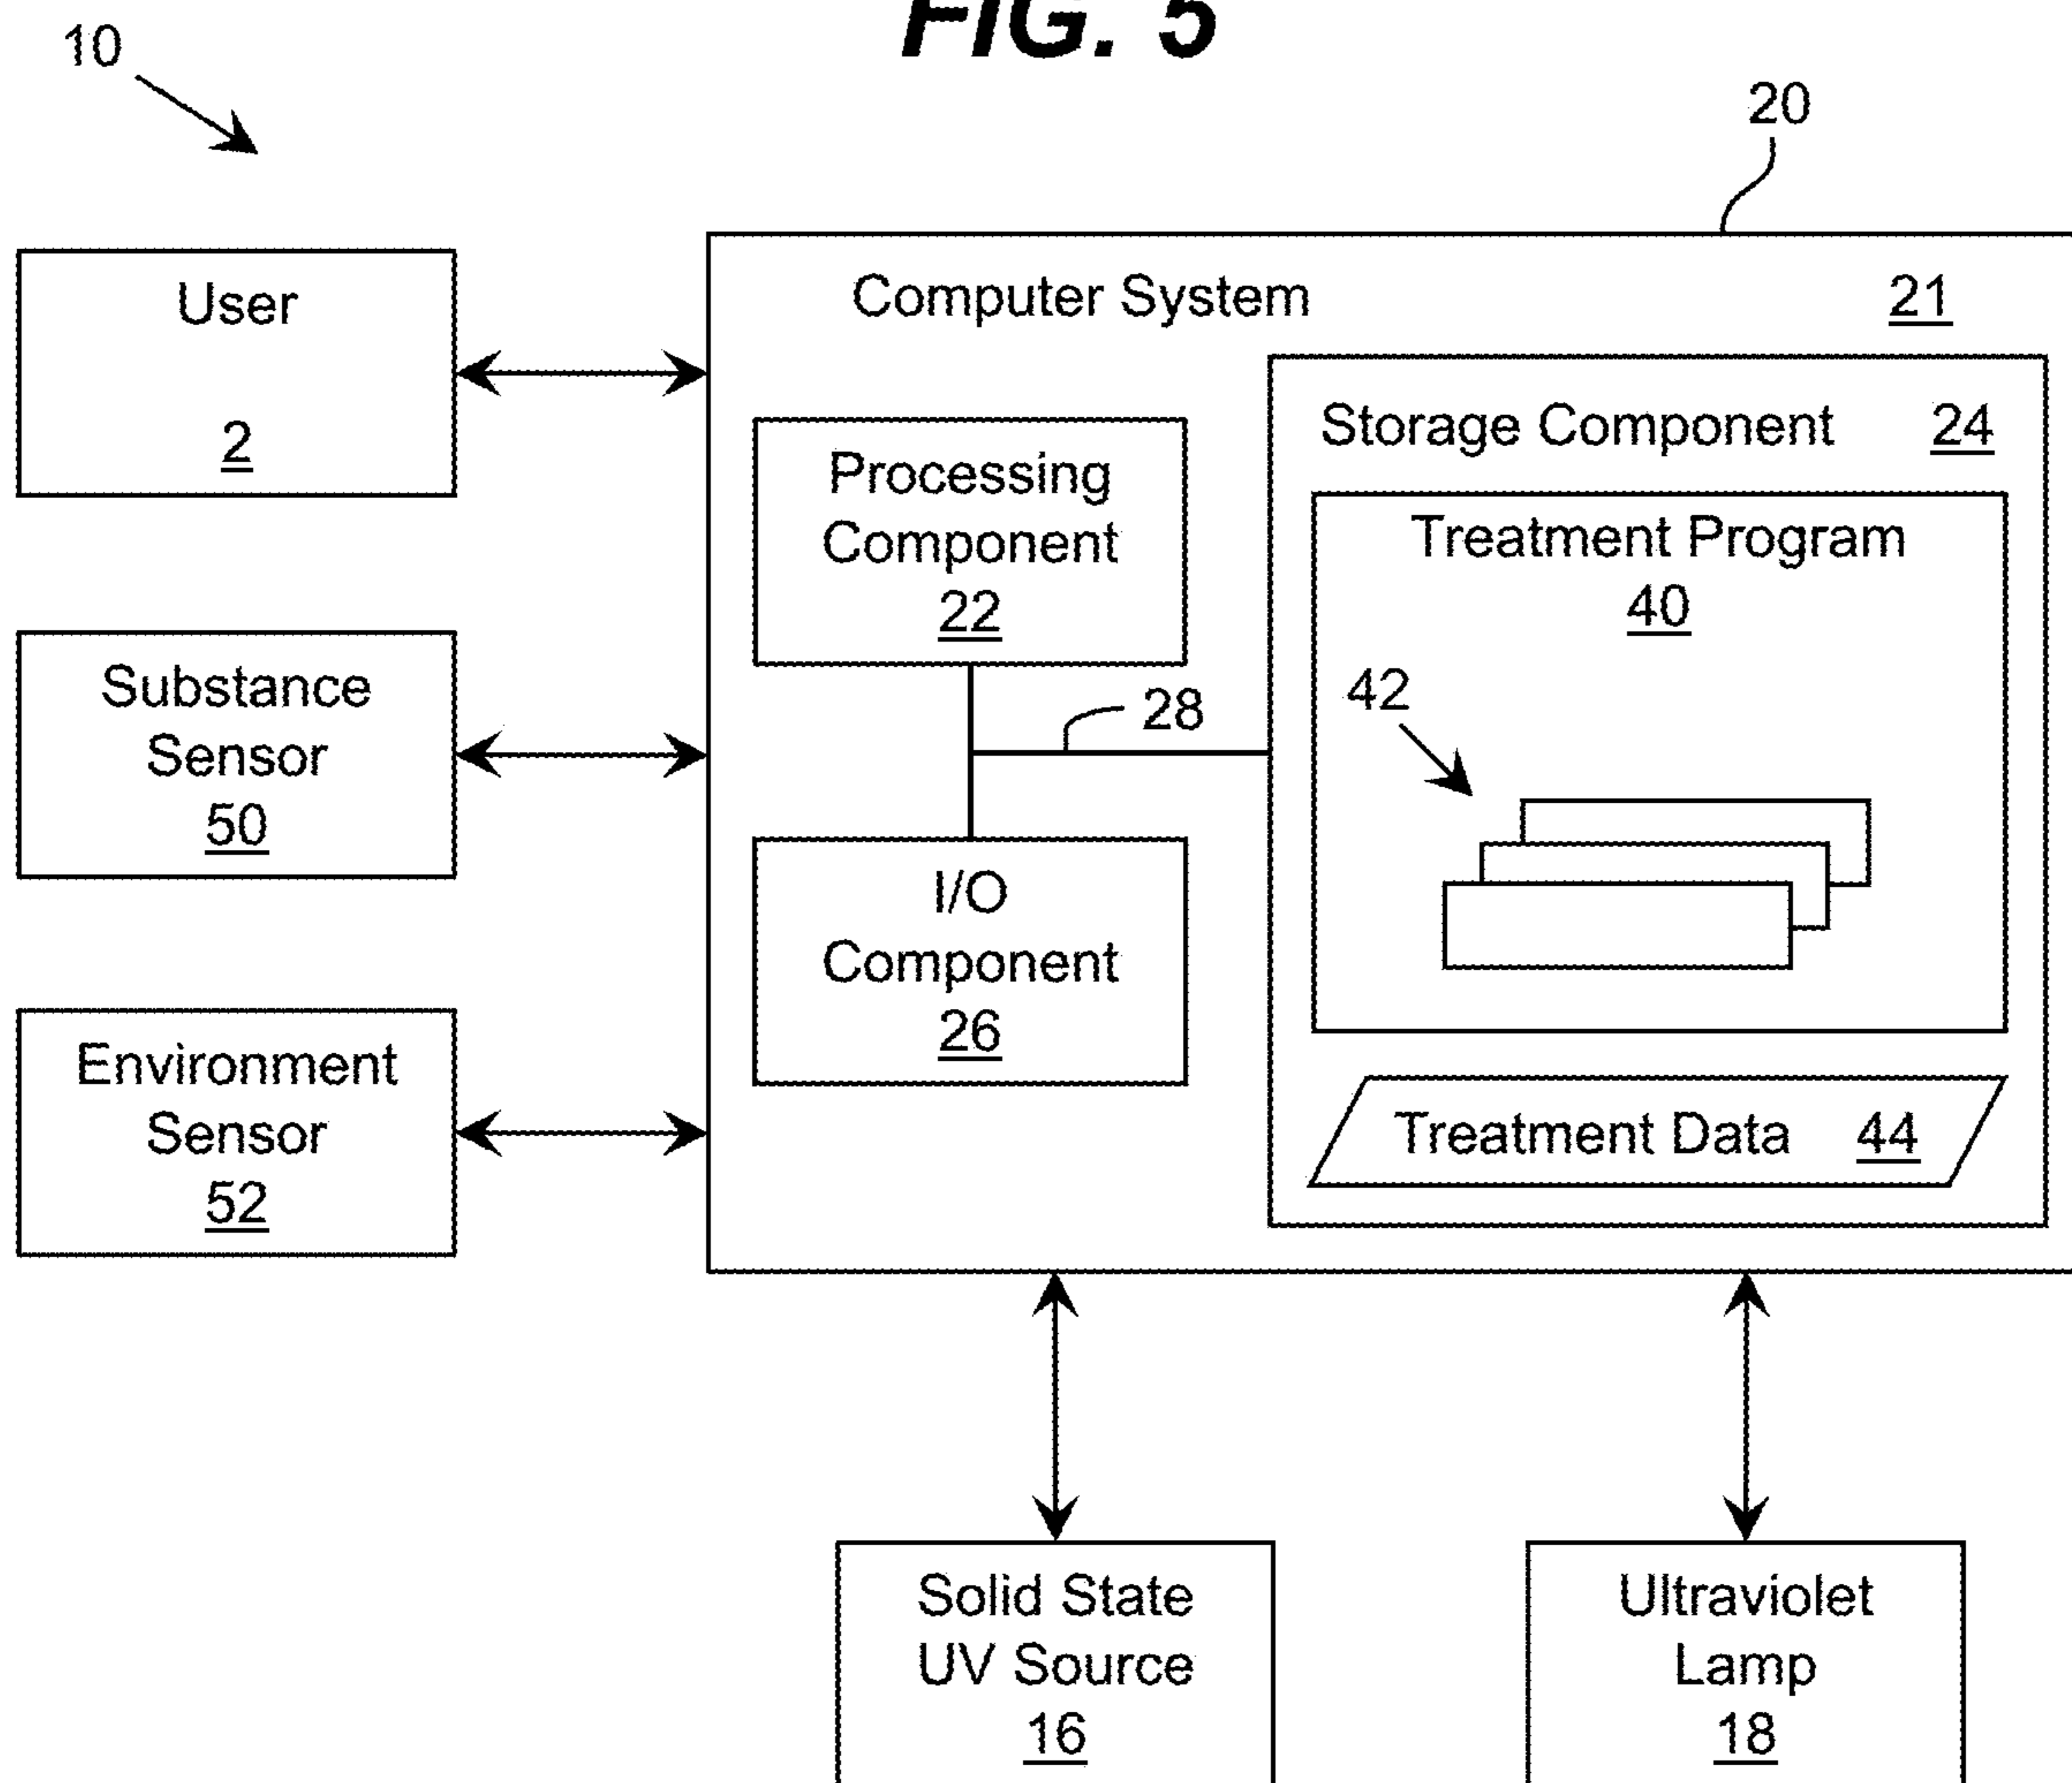 FIG. 5
10
20
User
2
Computer System 21
Processing
Component
22
Storage Component 24
Treatment Program
40
42
28
Substance
Sensor
50
I/O
Component
26
Environment
Sensor
52
Treatment Data 44
Solid State
UV Source
16
Ultraviolet
Lamp
18